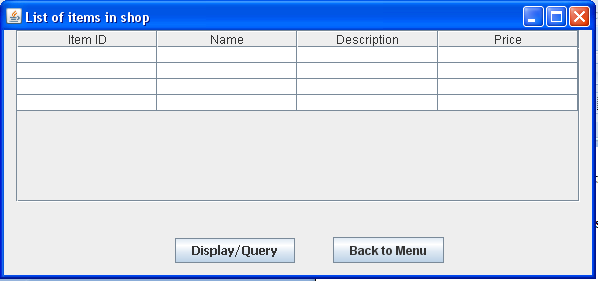 List of items in shop
Item ID Name Description Price
Display/Query Back to Menu